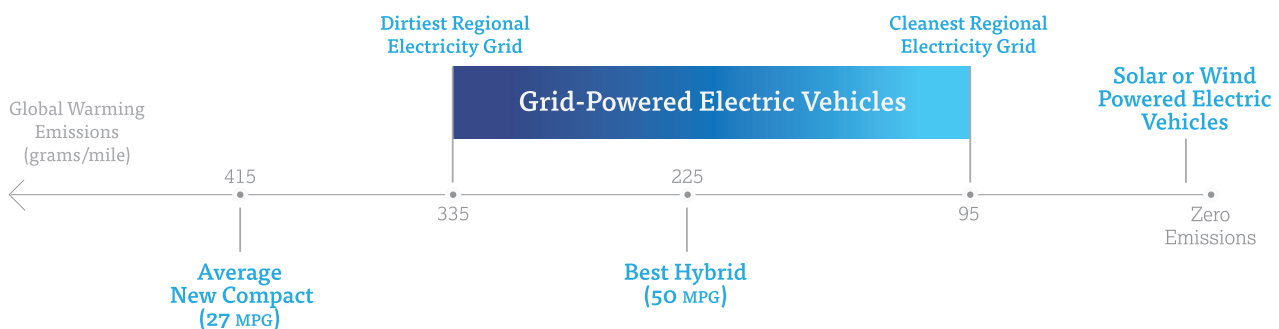 Dirtiest Regional
Electricity Grid
Cleanest Regional
Electricity Grid
Grid-Powered Electric Vehicles
Solar or Wind
Powered Electric
Vehicles
Global Warming
Emissions
(grams/mile)
415
225
335
95
Zero
Emissions
Average
New Compact
(27 MPG)
Best Hybrid
(50 MPG)